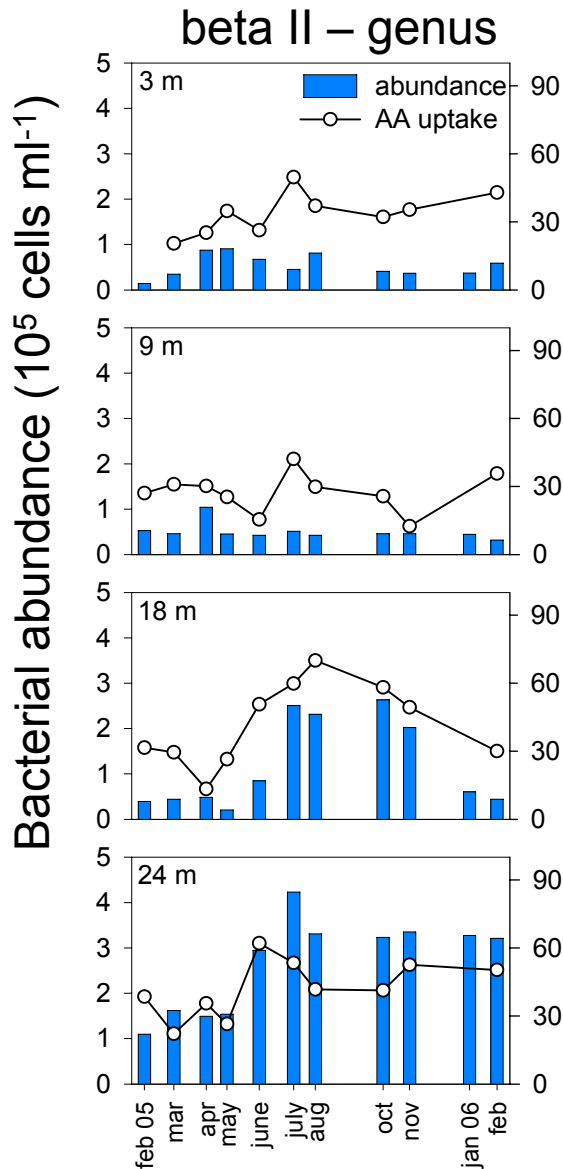 beta II – genus
Bacterial abundance (10⁵ cells ml⁻¹)
3 m
abundance
AA uptake
5
4
3
2
1
0
90
60
30
0
9 m
5
4
3
2
1
0
90
60
30
0
18 m
5
4
3
2
1
0
90
60
30
0
24 m
5
4
3
2
1
0
90
60
30
0
feb 05
mar
apr
may
june
july
aug
oct
nov
jan 06
feb